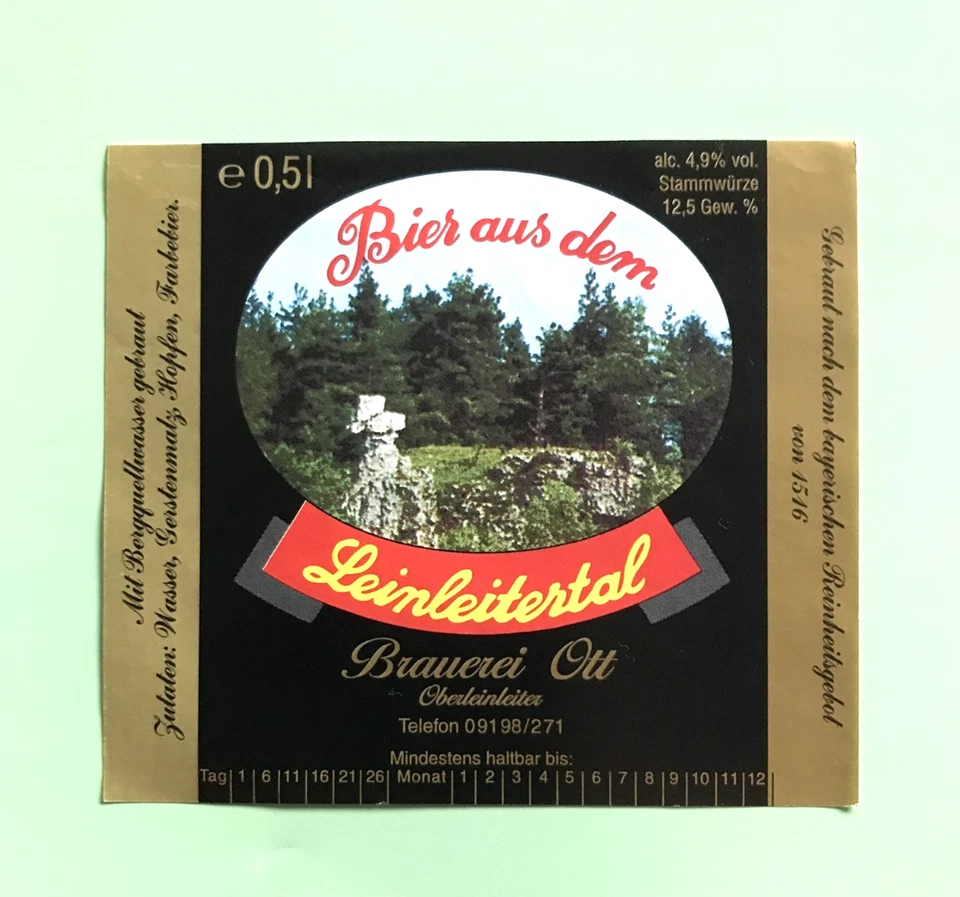 e 0,5l
alc. 4,9% vol.
Stammwürze
12,5 Gew. %
Bier aus dem
Leinleitertal
Brauerei Ott
Oberleinleiter
Telefon 09198/271
Mindestens haltbar bis:
Tag 1 6 11 16 21 26 Monat 1 2 3 4 5 6 7 8 9 10 11 12
Mit Bergquellwasser gebraut
Zutaten: Wasser, Gerstenmalz, Hopfen, Farbebier.
Gebraut nach dem bayerischen Reinheitsgebot
von 1516